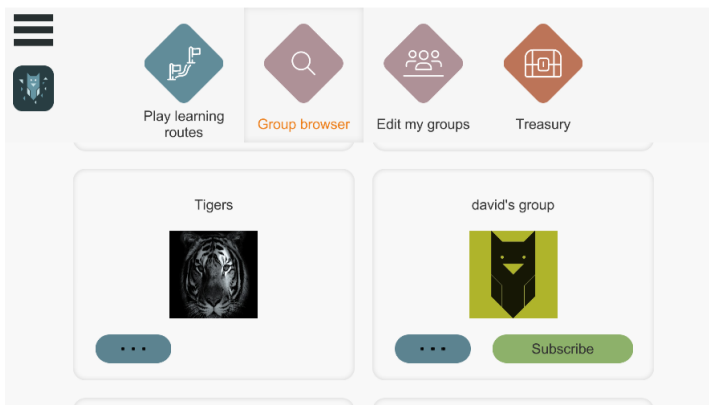 Play learning
routes
Group browser
Edit my groups
Treasury
Tigers
david's group
...
...
Subscribe